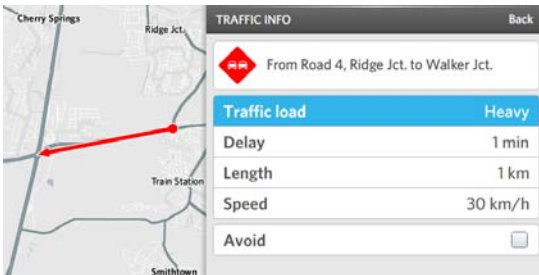 Cherry Springs
Ridge Jct.
Train Station
Smithtown
TRAFFIC INFO Back
From Road 4, Ridge Jct. to Walker Jct.
Traffic load Heavy
Delay 1 min
Length 1 km
Speed 30 km/h
Avoid